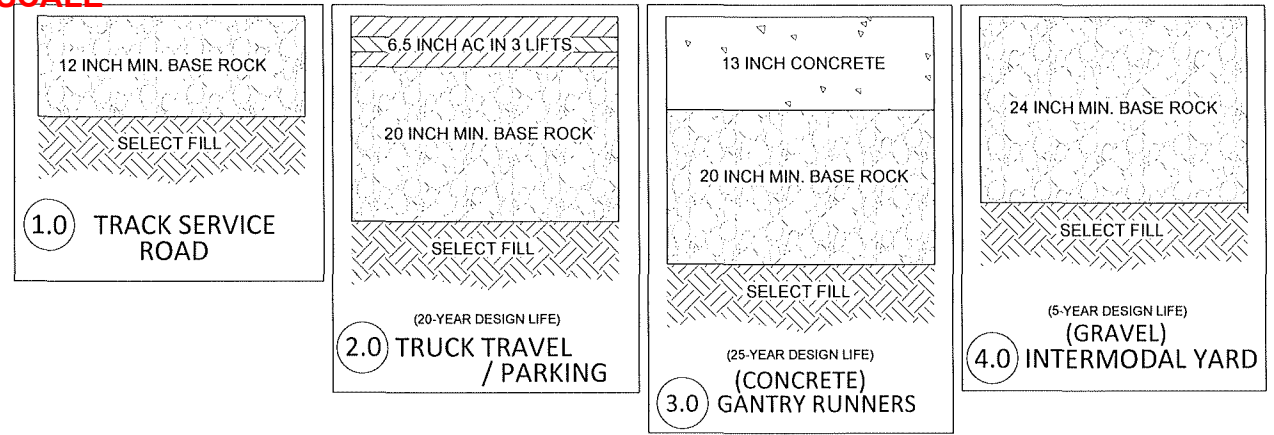 SCALE
12 INCH MIN. BASE ROCK
SELECT FILL
1.0 TRACK SERVICE
ROAD
6.5 INCH AC IN 3 LIFTS
20 INCH MIN. BASE ROCK
SELECT FILL
(20-YEAR DESIGN LIFE)
2.0 TRUCK TRAVEL
/ PARKING
13 INCH CONCRETE
20 INCH MIN. BASE ROCK
SELECT FILL
(25-YEAR DESIGN LIFE)
(CONCRETE)
3.0 GANTRY RUNNERS
24 INCH MIN. BASE ROCK
SELECT FILL
(5-YEAR DESIGN LIFE)
(GRAVEL)
4.0 INTERMODAL YARD